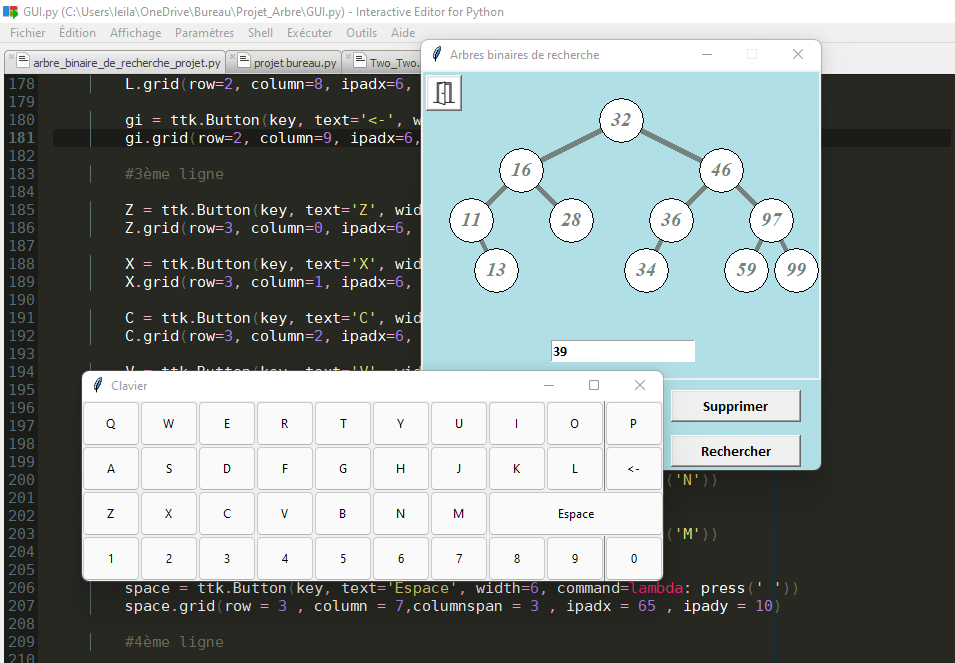 GUI.py (C:\Users\leila\OneDrive\Bureau\Projet_Arbre\GUI.py) - Interactive Editor for Python
Fichier Édition Affichage Paramètres Shell Exécuter Outils Aide
arbre_binaire_de_recherche_projet.py projet bureau.py Two_Two.
178 L.grid(row=2, column=8, ipadx=6,
179
180 gi = ttk.Button(key, text='<-', w
181 gi.grid(row=2, column=9, ipadx=6,
182
183 #3ème ligne
184
185 Z = ttk.Button(key, text='Z', wid
186 Z.grid(row=3, column=0, ipadx=6,
187
188 X = ttk.Button(key, text='X', wid
189 X.grid(row=3, column=1, ipadx=6,
190
191 C = ttk.Button(key, text='C', wid
192 C.grid(row=3, column=2, ipadx=6,
193
194
195
196
197
198
199
200 ('N'))
201
202
203 ('M'))
204
205
206 space = ttk.Button(key, text='Espace', width=6, command=lambda: press(' '))
207 space.grid(row = 3 , column = 7,columnspan = 3 , ipadx = 65 , ipady = 10)
208
209 #4ème ligne
210
Arbres binaires de recherche
32
16 46
11 28 36 97
13 34 59 99
39
Supprimer
Rechercher
Clavier
Q W E R T Y U I O P
A S D F G H J K L <-
Z X C V B N M Espace
1 2 3 4 5 6 7 8 9 0